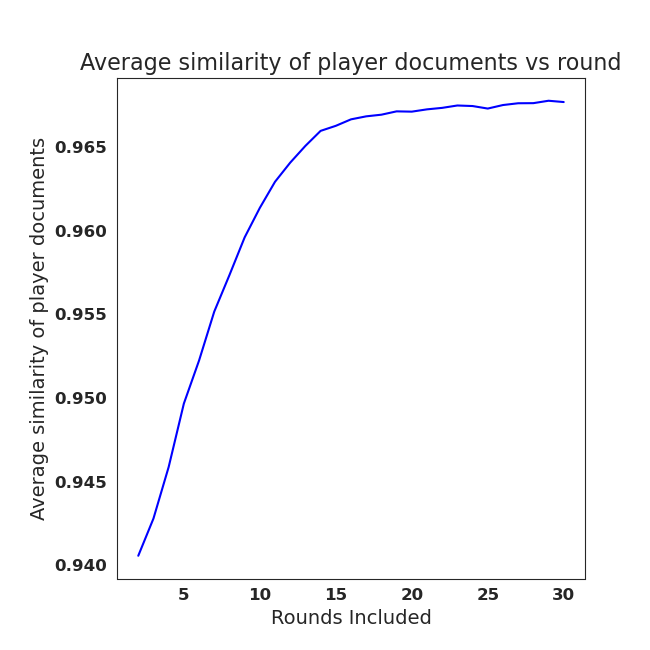 Average similarity of player documents vs round
Average similarity of player documents
0.965
0.960
0.955
0.950
0.945
0.940
5 10 15 20 25 30
Rounds Included